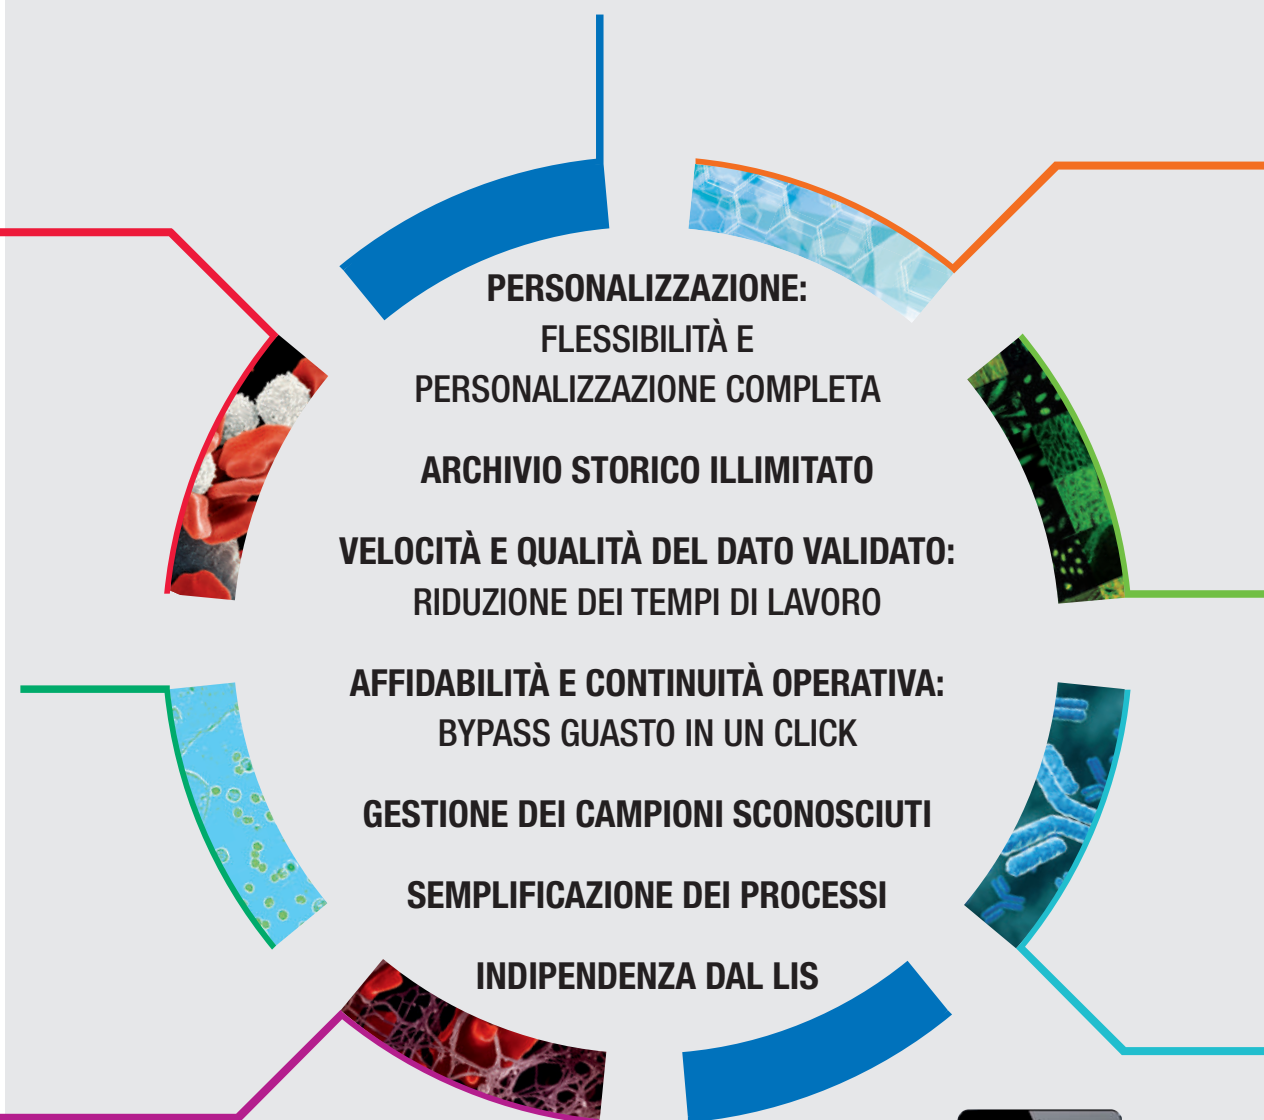 PERSONALIZZAZIONE:
FLESSIBILITÀ E
PERSONALIZZAZIONE COMPLETA
ARCHIVIO STORICO ILLIMITATO
VELOCITÀ E QUALITÀ DEL DATO VALIDATO:
RIDUZIONE DEI TEMPI DI LAVORO
AFFIDABILITÀ E CONTINUITÀ OPERATIVA:
BYPASS GUASTO IN UN CLICK
GESTIONE DEI CAMPIONI SCONOSCIUTI
SEMPLIFICAZIONE DEI PROCESSI
INDIPENDENZA DAL LIS